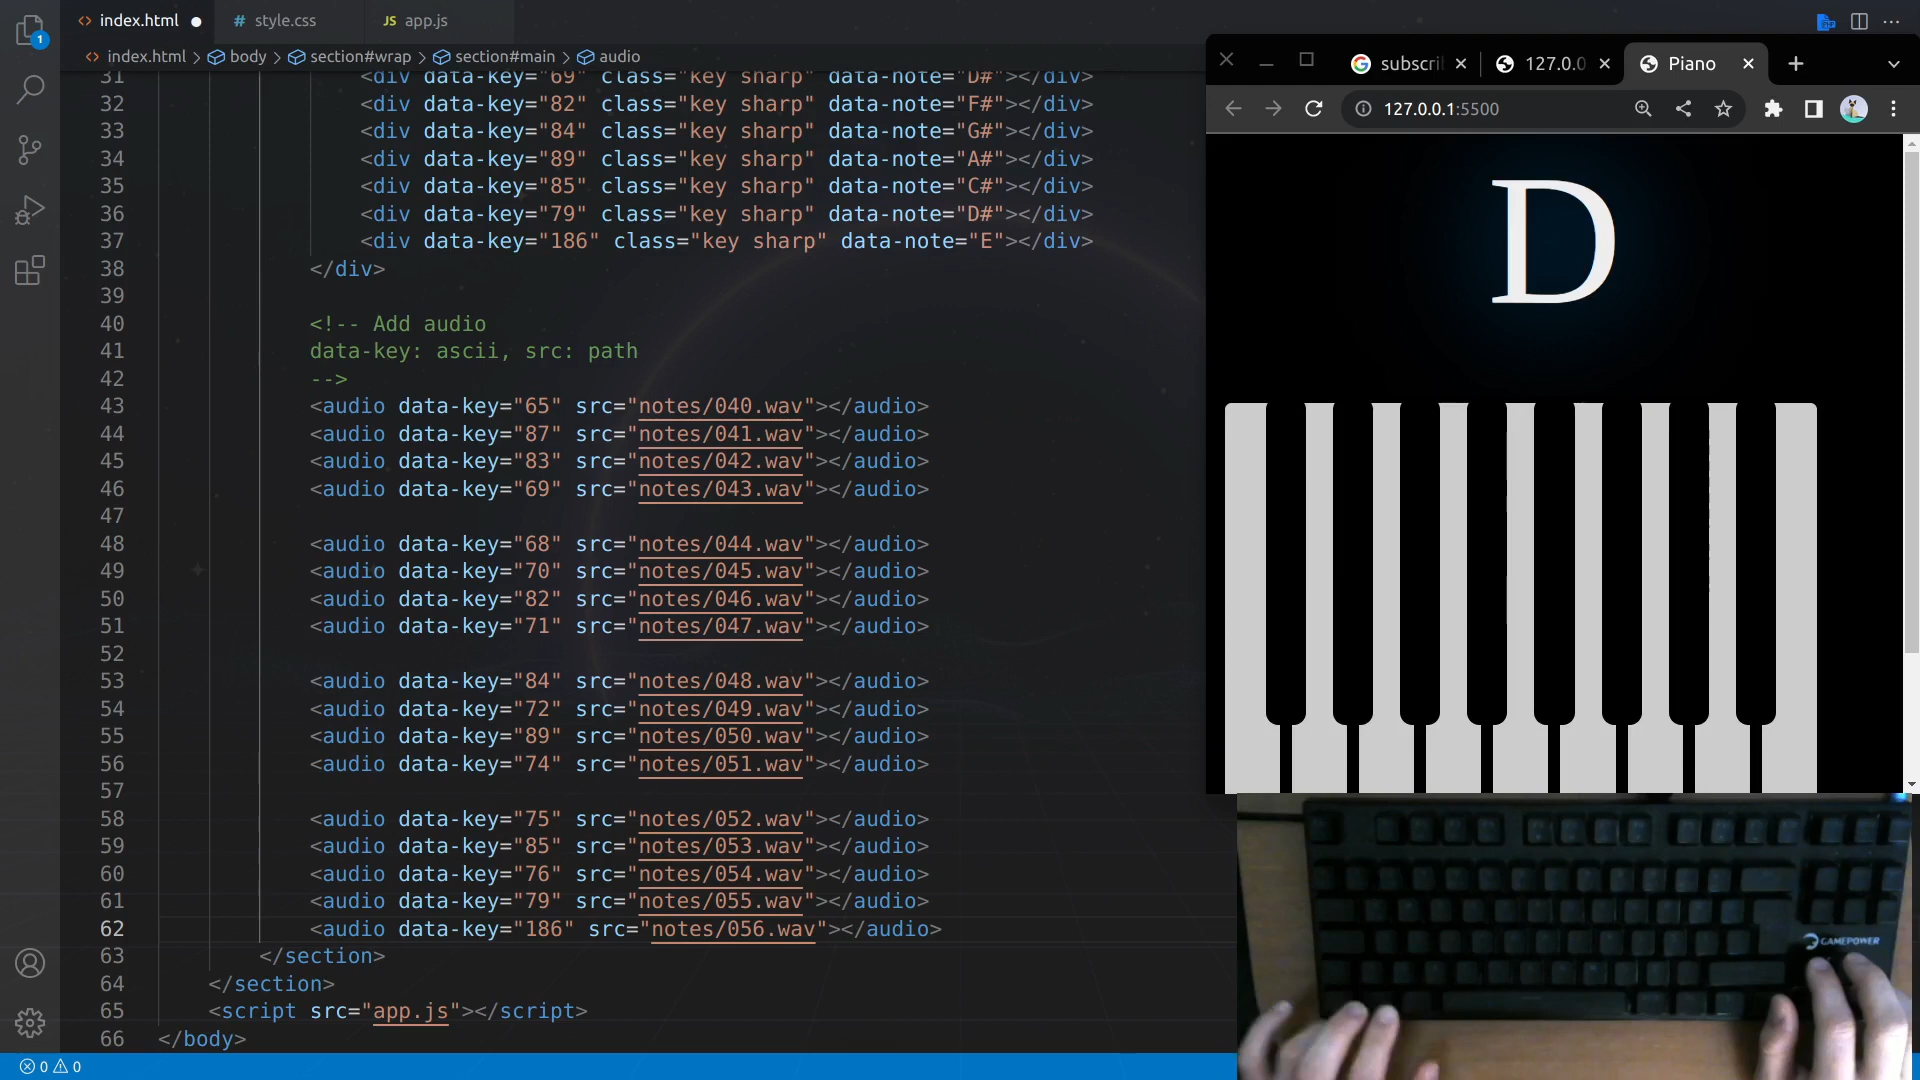 index.html
style.css
JS app.js
index.html > body > section#wrap > section#main > audio
31 <div data-key="69" class="key sharp" data-note="D#"></div>
32 <div data-key="82" class="key sharp" data-note="F#"></div>
33 <div data-key="84" class="key sharp" data-note="G#"></div>
34 <div data-key="89" class="key sharp" data-note="A#"></div>
35 <div data-key="85" class="key sharp" data-note="C#"></div>
36 <div data-key="79" class="key sharp" data-note="D#"></div>
37 <div data-key="186" class="key sharp" data-note="E"></div>
38 </div>
39
40 <!-- Add audio
41 data-key: ascii, src: path
42 -->
43 <audio data-key="65" src="notes/040.wav"></audio>
44 <audio data-key="87" src="notes/041.wav"></audio>
45 <audio data-key="83" src="notes/042.wav"></audio>
46 <audio data-key="69" src="notes/043.wav"></audio>
47
48 <audio data-key="68" src="notes/044.wav"></audio>
49 <audio data-key="70" src="notes/045.wav"></audio>
50 <audio data-key="82" src="notes/046.wav"></audio>
51 <audio data-key="71" src="notes/047.wav"></audio>
52
53 <audio data-key="84" src="notes/048.wav"></audio>
54 <audio data-key="72" src="notes/049.wav"></audio>
55 <audio data-key="89" src="notes/050.wav"></audio>
56 <audio data-key="74" src="notes/051.wav"></audio>
57
58 <audio data-key="75" src="notes/052.wav"></audio>
59 <audio data-key="85" src="notes/053.wav"></audio>
60 <audio data-key="76" src="notes/054.wav"></audio>
61 <audio data-key="79" src="notes/055.wav"></audio>
62 <audio data-key="186" src="notes/056.wav"></audio>
63 </section>
64 </section>
65 <script src="app.js"></script>
66 </body>
1
0 0
subscri
127.0.0
Piano
127.0.0.1:5500
D
GAMEPOWER